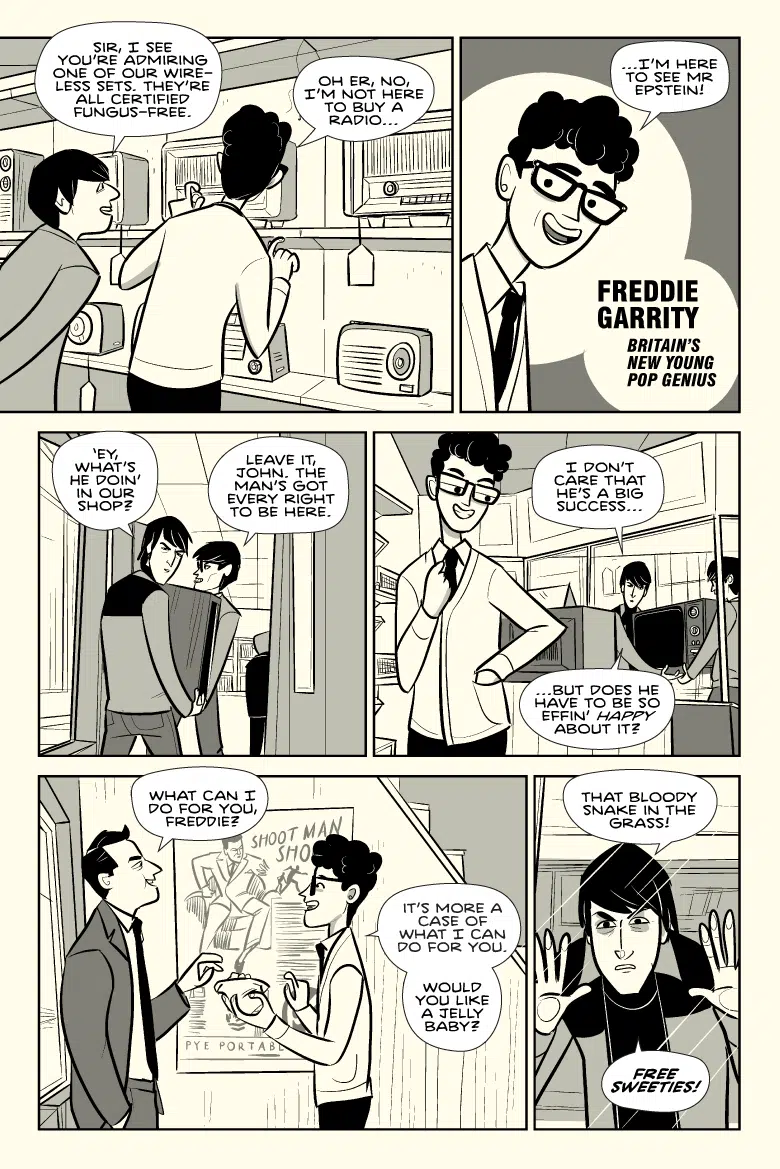 SIR, I SEE
YOU'RE ADMIRING
ONE OF OUR WIRE-
LESS SETS. THEY'RE
ALL CERTIFIED
FUNGUS-FREE.
OH ER, NO,
I'M NOT HERE
TO BUY A
RADIO...
...I'M HERE
TO SEE MR
EPSTEIN!
FREDDIE
GARRITY
BRITAIN'S
NEW YOUNG
POP GENIUS
'EY,
WHAT'S
HE DOIN'
IN OUR
SHOP?
LEAVE IT,
JOHN. THE
MAN'S GOT
EVERY RIGHT
TO BE HERE.
I DON'T
CARE THAT
HE'S A BIG
SUCCESS...
...BUT DOES HE
HAVE TO BE SO
EFFIN' HAPPY
ABOUT IT?
WHAT CAN I
DO FOR YOU,
FREDDIE?
SHOOT MAN
SHO
PYE PORTABL
IT'S MORE A
CASE OF
WHAT I CAN
DO FOR YOU.
WOULD
YOU LIKE
A JELLY
BABY?
THAT BLOODY
SNAKE IN THE
GRASS!
FREE
SWEETIES!